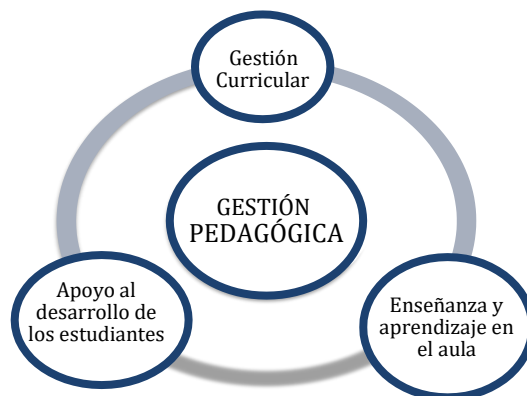 Gestión
Curricular
GESTIÓN
PEDAGÓGICA
Apoyo al
desarrollo de
los estudiantes
Enseñanza y
aprendizaje en
el aula